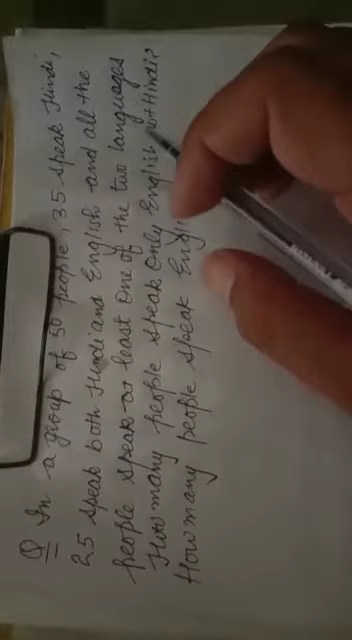 Q In a group of 50 people, 35 speak Hindi,
25 speak both Hindi and English and all the
people speak at least one of the two languages
How many people speak only English not Hindi?
How many people speak